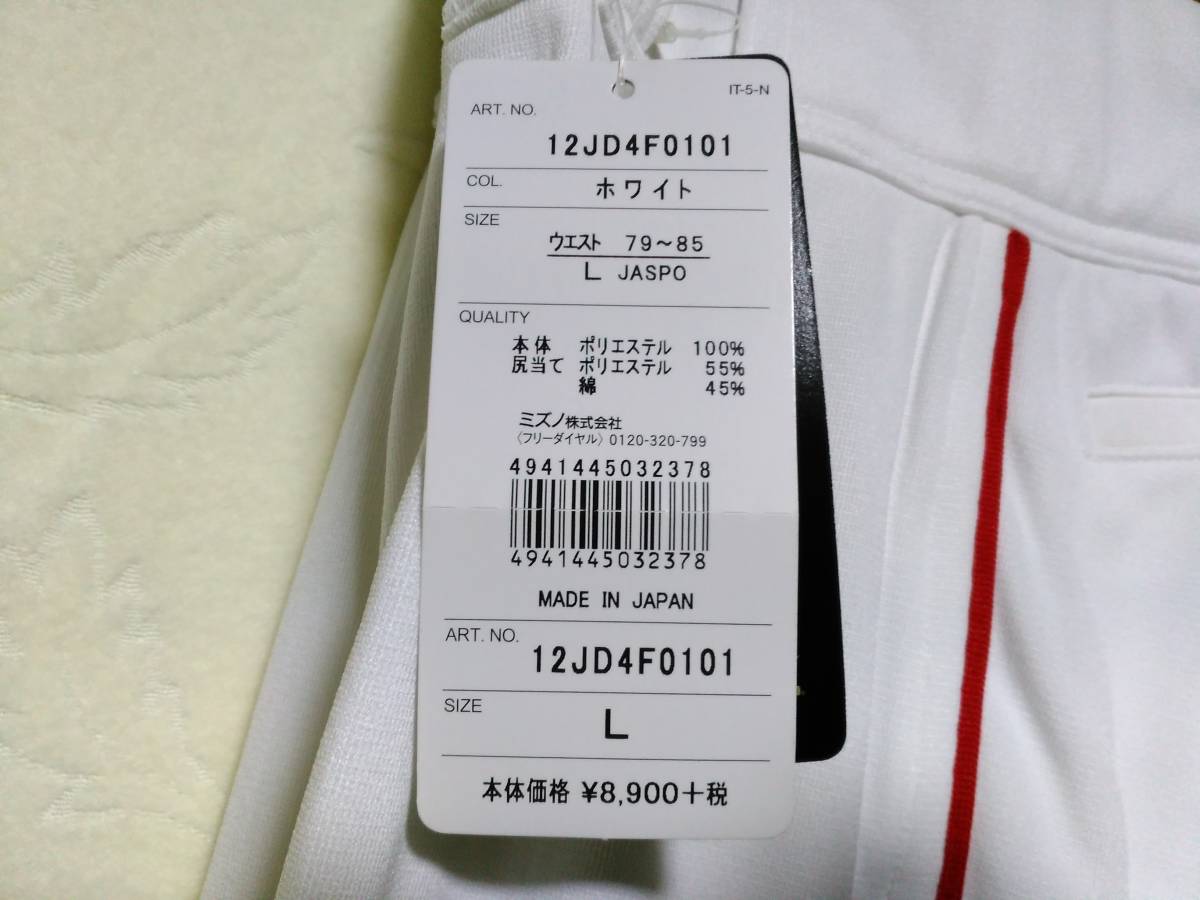 IT-5-N
ART. NO.
12JD4F0101
COL.
ホワイト
SIZE
ウエスト 79～85
L JASPO
QUALITY
本体 ポリエステル 100%
尻当て ポリエステル 55%
綿 45%
ミズノ株式会社
〈フリーダイヤル〉0120-320-799
4941445032378
4941445032378
MADE IN JAPAN
ART. NO.
12JD4F0101
SIZE
L
本体価格 ¥8,900+税